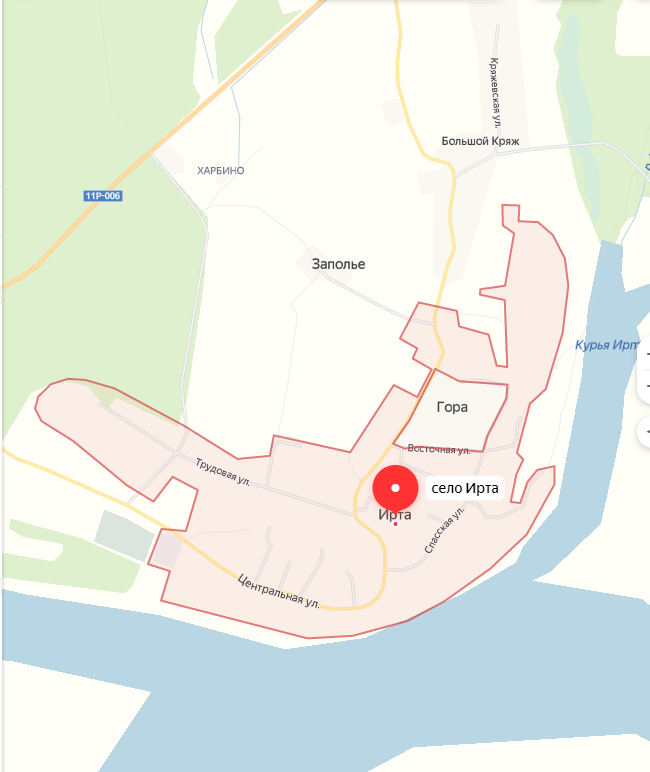 Кряжевская ул.
Большой Кряж
ХАРБИНО
11Р-006
Заполье
Курья Ирт
Гора
Восточная ул.
Трудовая ул.
село Ирта
Ирта
Спасская ул.
Центральная ул.